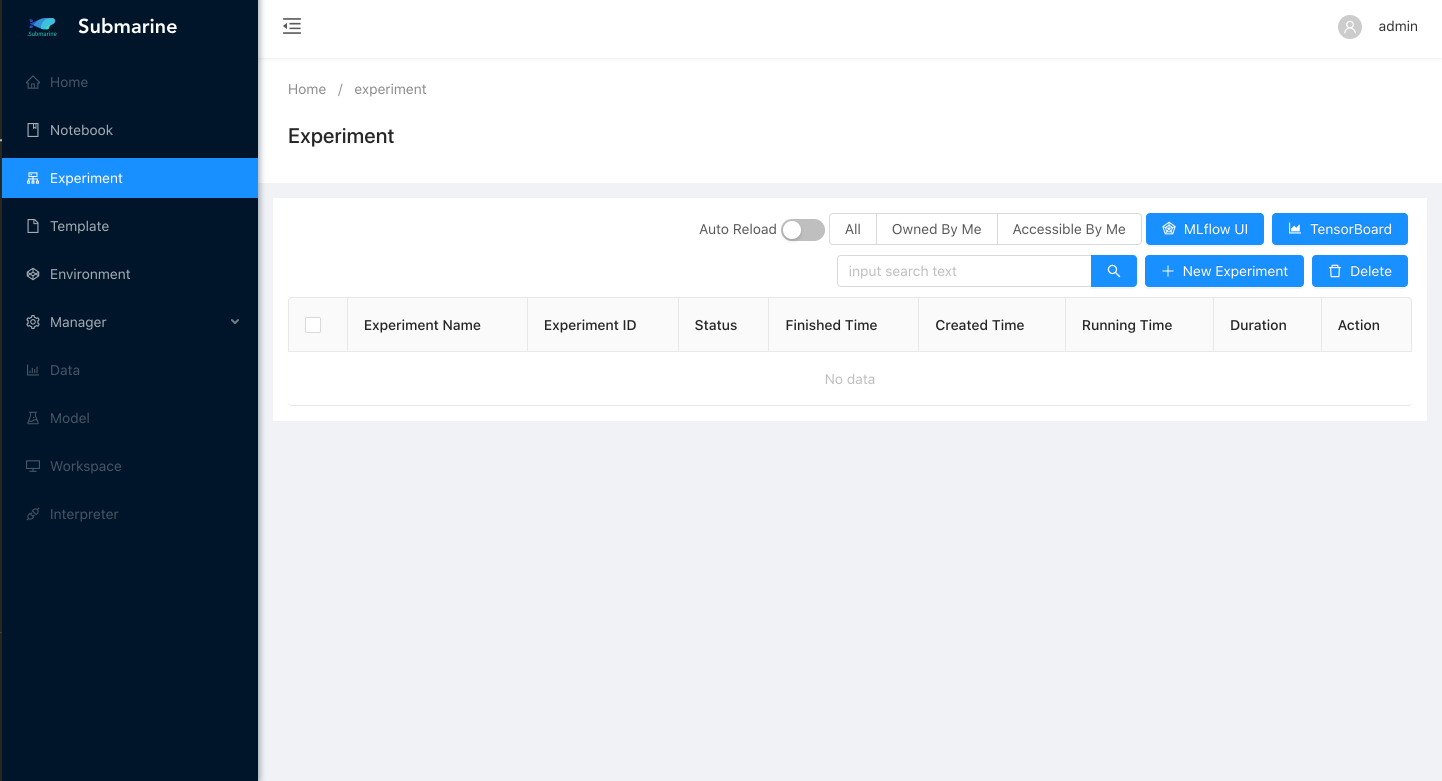 Submarine
Submarine
admin
Home
Notebook
Experiment
Template
Environment
Manager
Data
Model
Workspace
Interpreter
Home / experiment
Experiment
Auto Reload All Owned By Me Accessible By Me MLflow UI TensorBoard
input search text New Experiment Delete
Experiment Name Experiment ID Status Finished Time Created Time Running Time Duration Action
No data